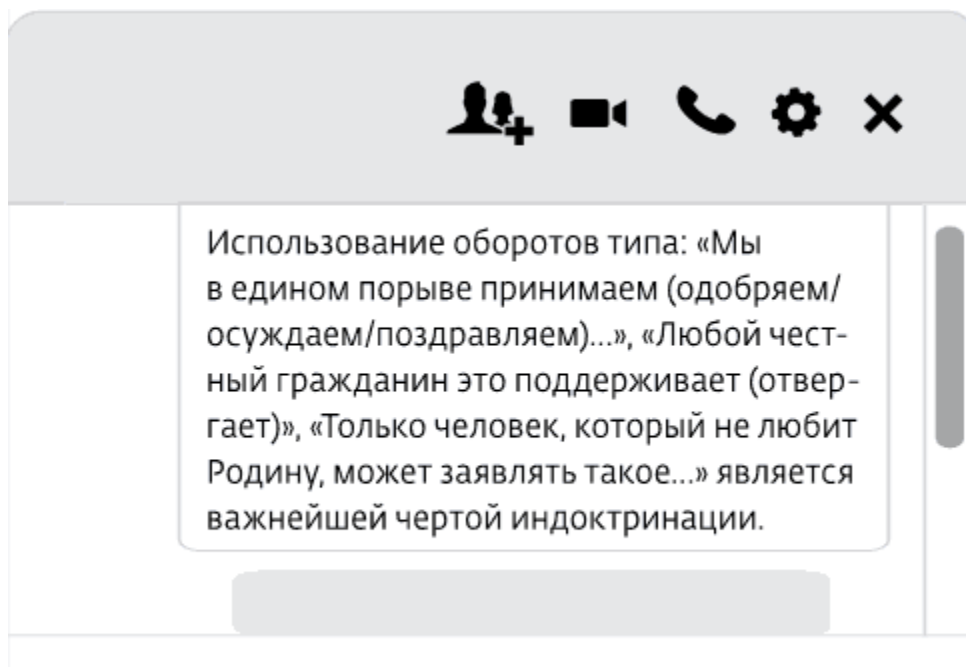 Использование оборотов типа: «Мы
в едином порыве принимаем (одобряем/
осуждаем/поздравляем)...», «Любой чест-
ный гражданин это поддерживает (отвер-
гает)», «Только человек, который не любит
Родину, может заявлять такое...» является
важнейшей чертой индоктринации.